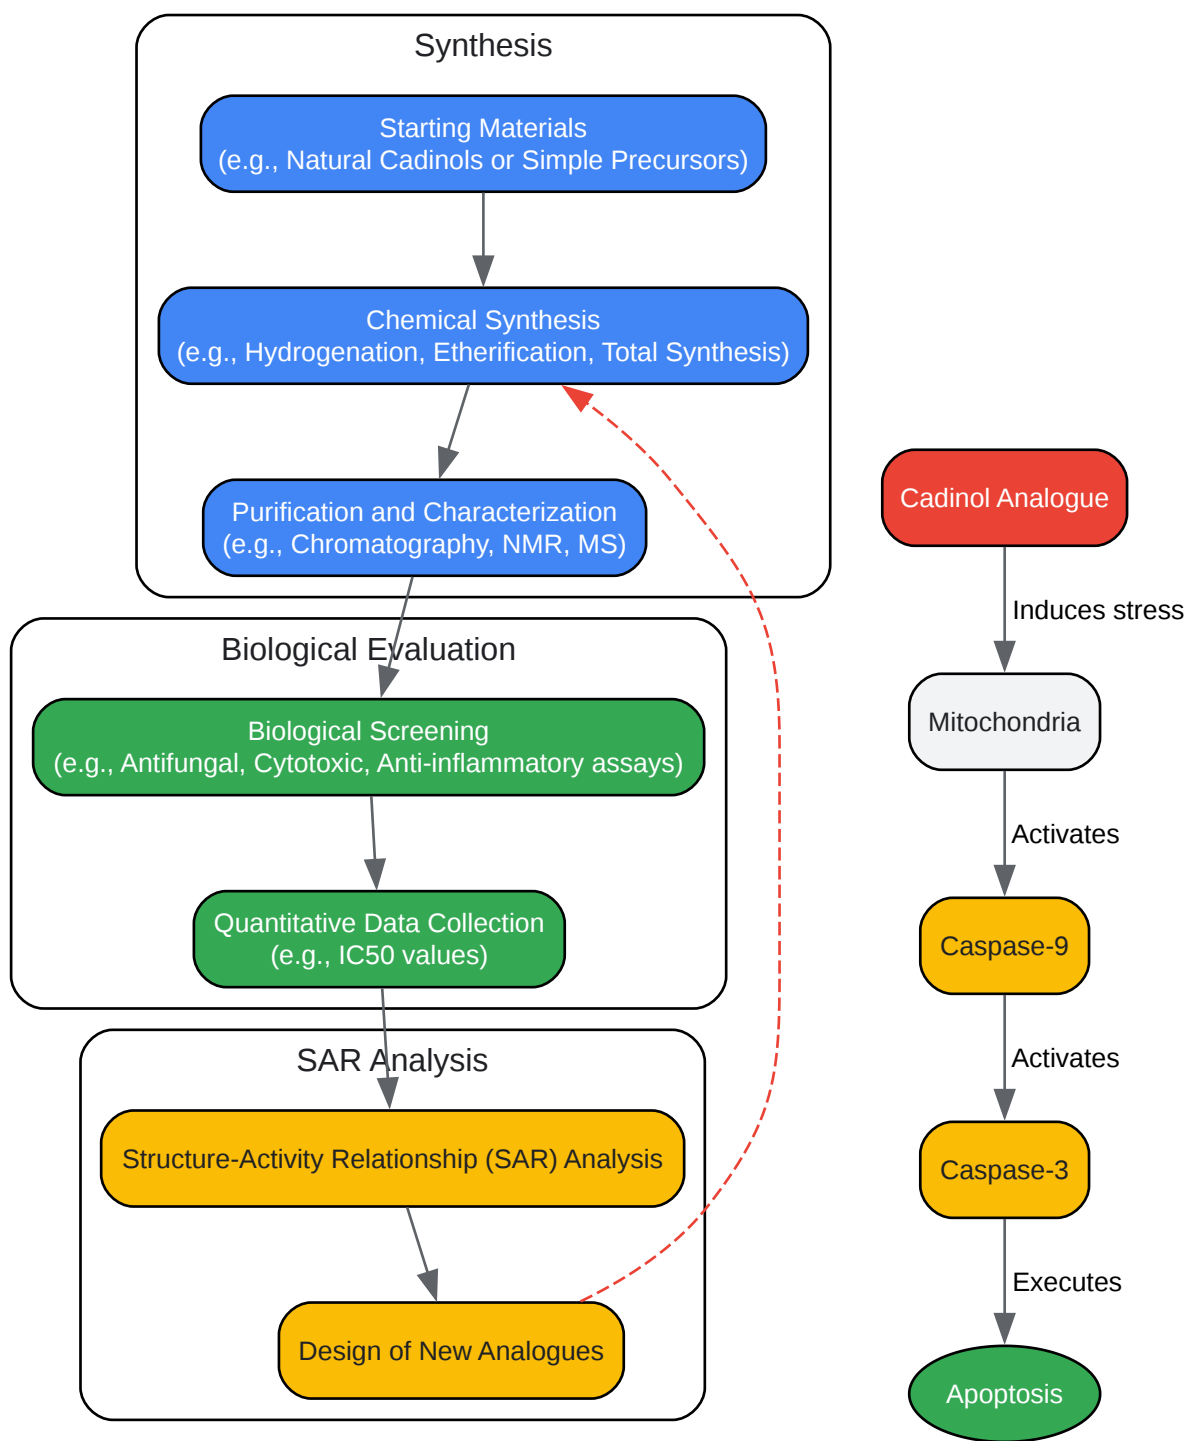 Synthesis
Starting Materials
(e.g., Natural Cadinols or Simple Precursors)
Chemical Synthesis
(e.g., Hydrogenation, Etherification, Total Synthesis)
Purification and Characterization
(e.g., Chromatography, NMR, MS)
Biological Evaluation
Biological Screening
(e.g., Antifungal, Cytotoxic, Anti-inflammatory assays)
Quantitative Data Collection
(e.g., IC50 values)
SAR Analysis
Structure-Activity Relationship (SAR) Analysis
Design of New Analogues
Cadinol Analogue
Induces stress
Mitochondria
Activates
Caspase-9
Activates
Caspase-3
Executes
Apoptosis